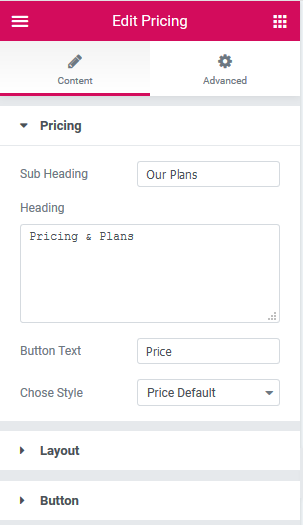 Edit Pricing
Content
Advanced
Pricing
Sub Heading Our Plans
Heading
Pricing & Plans
Button Text Price
Chose Style Price Default
Layout
Button